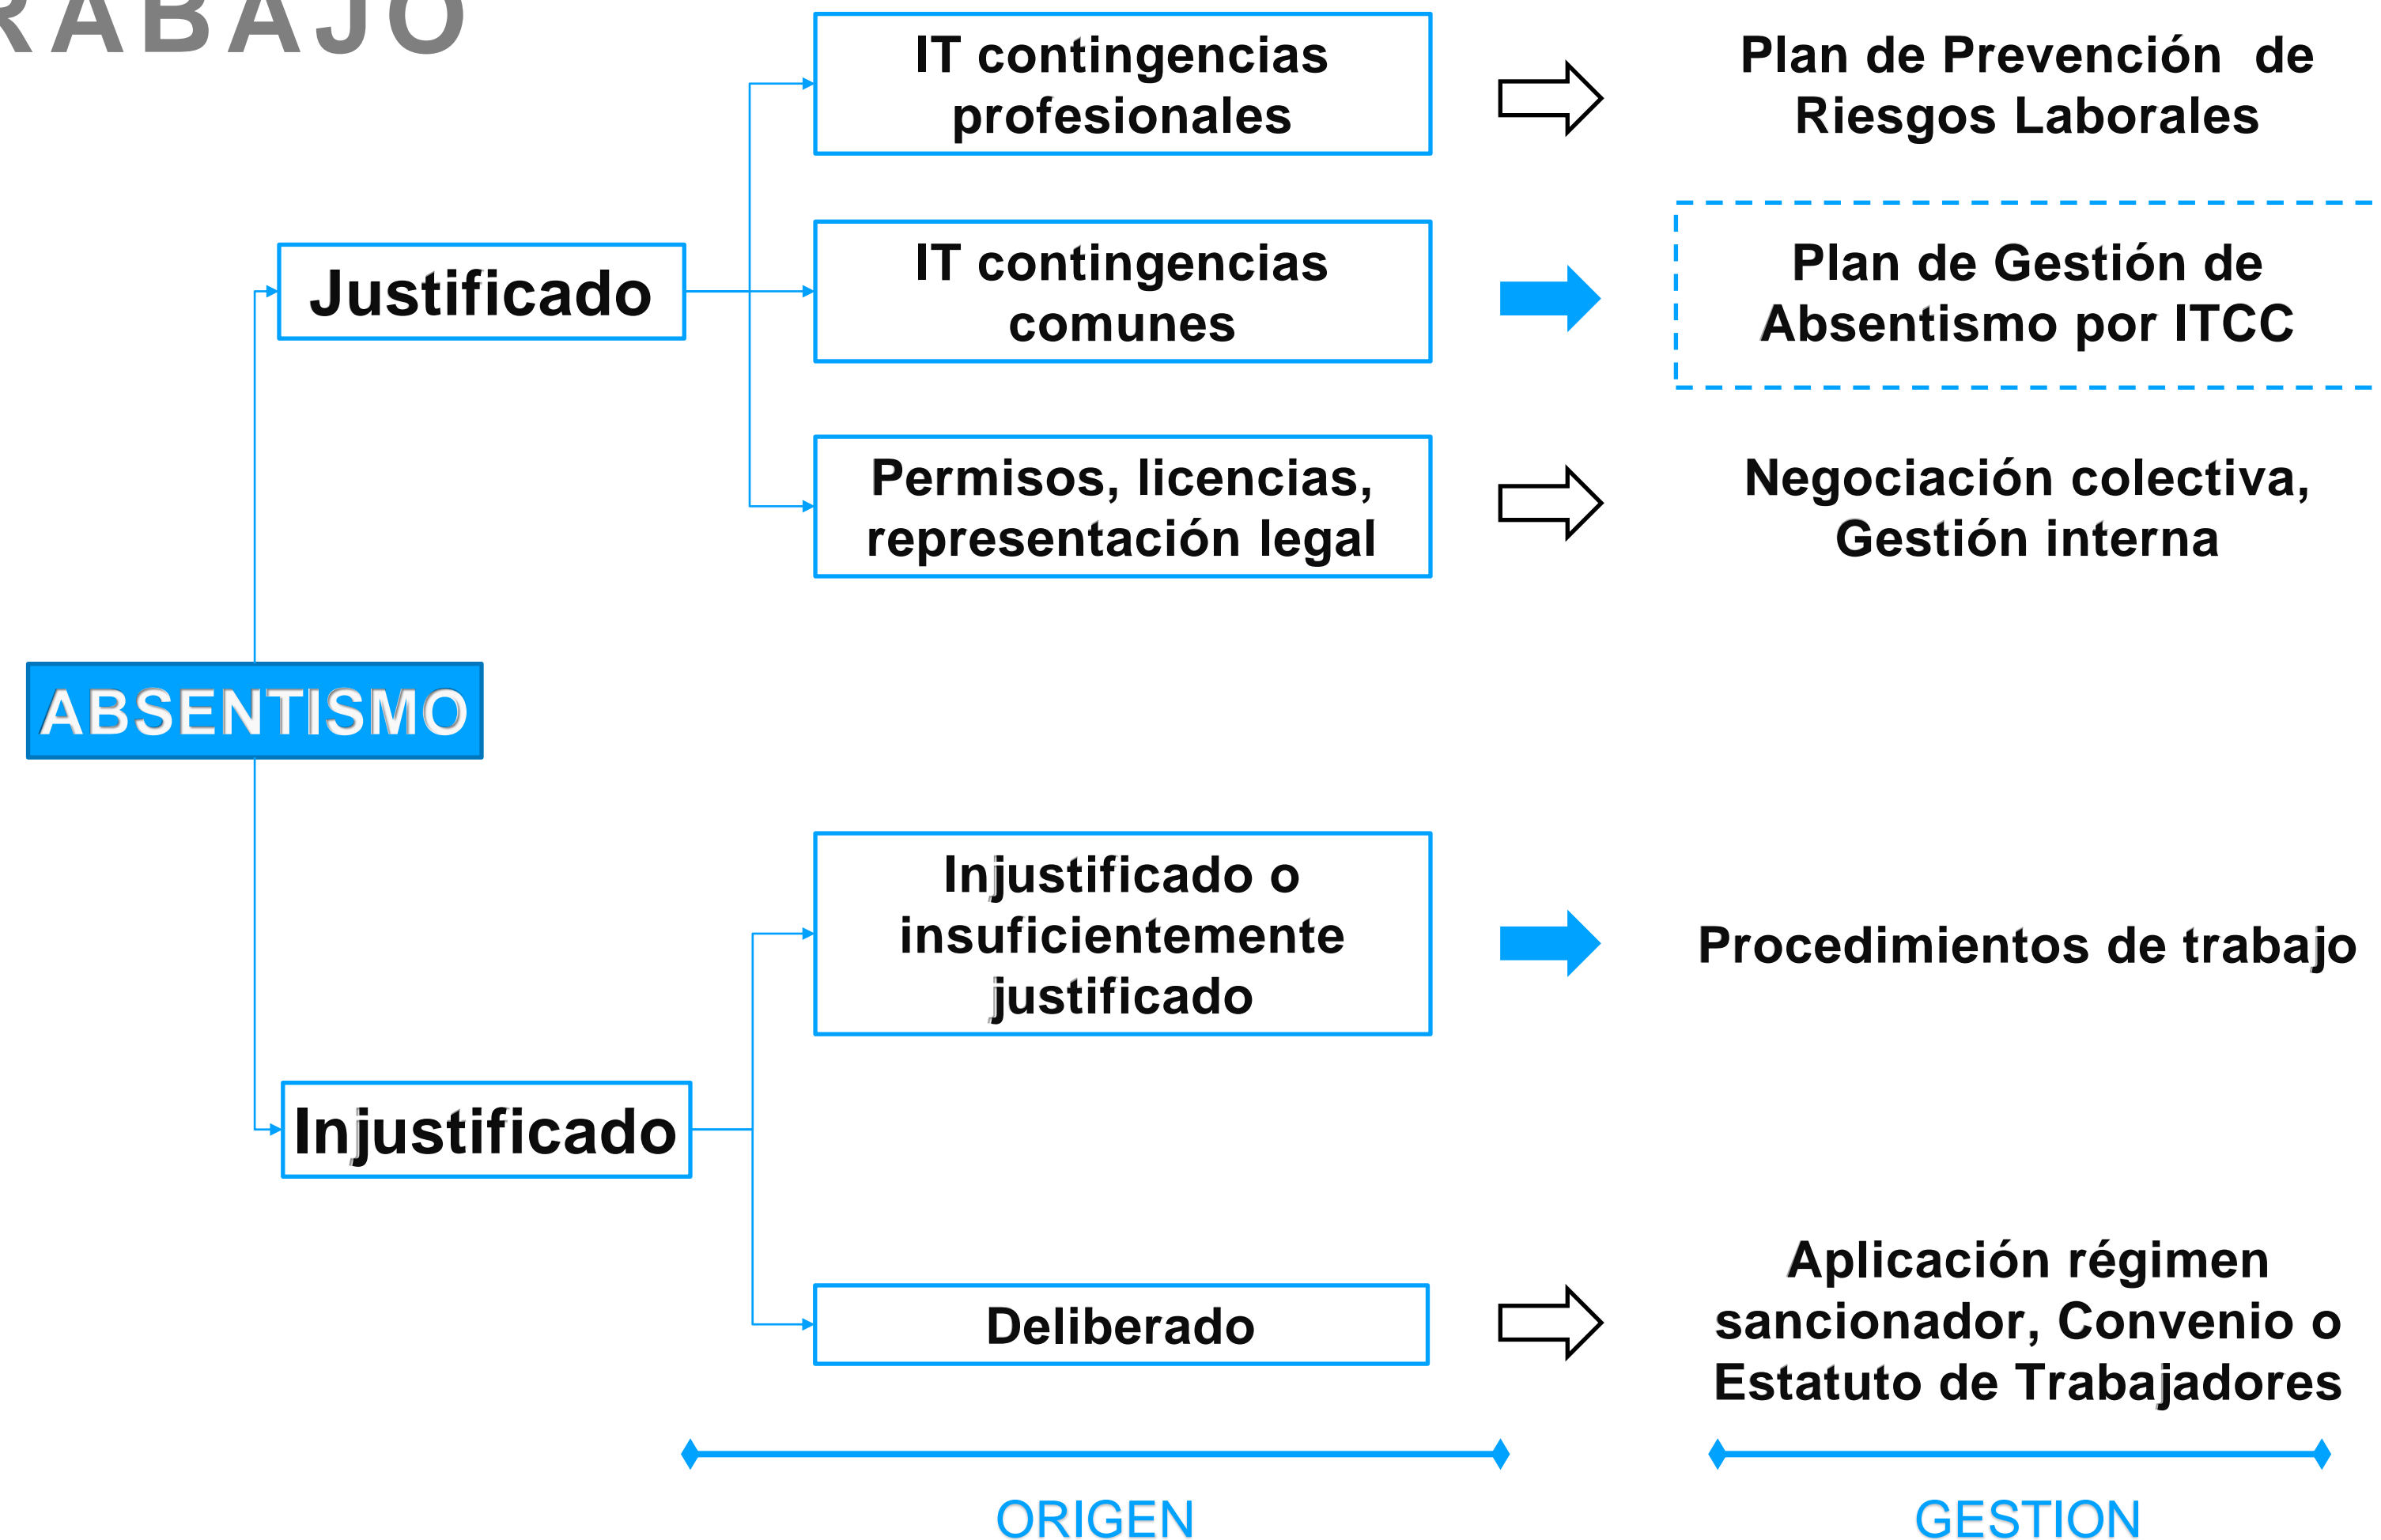 RABAJO
IT contingencias
profesionales
Plan de Prevención de
Riesgos Laborales
Justificado
IT contingencias
comunes
Plan de Gestión de
Absentismo por ITCC
Permisos, licencias,
representación legal
Negociación colectiva,
Gestión interna
ABSENTISMO
Injustificado o
insuficientemente
justificado
Procedimientos de trabajo
Injustificado
Deliberado
Aplicación régimen
sancionador, Convenio o
Estatuto de Trabajadores
ORIGEN
GESTION